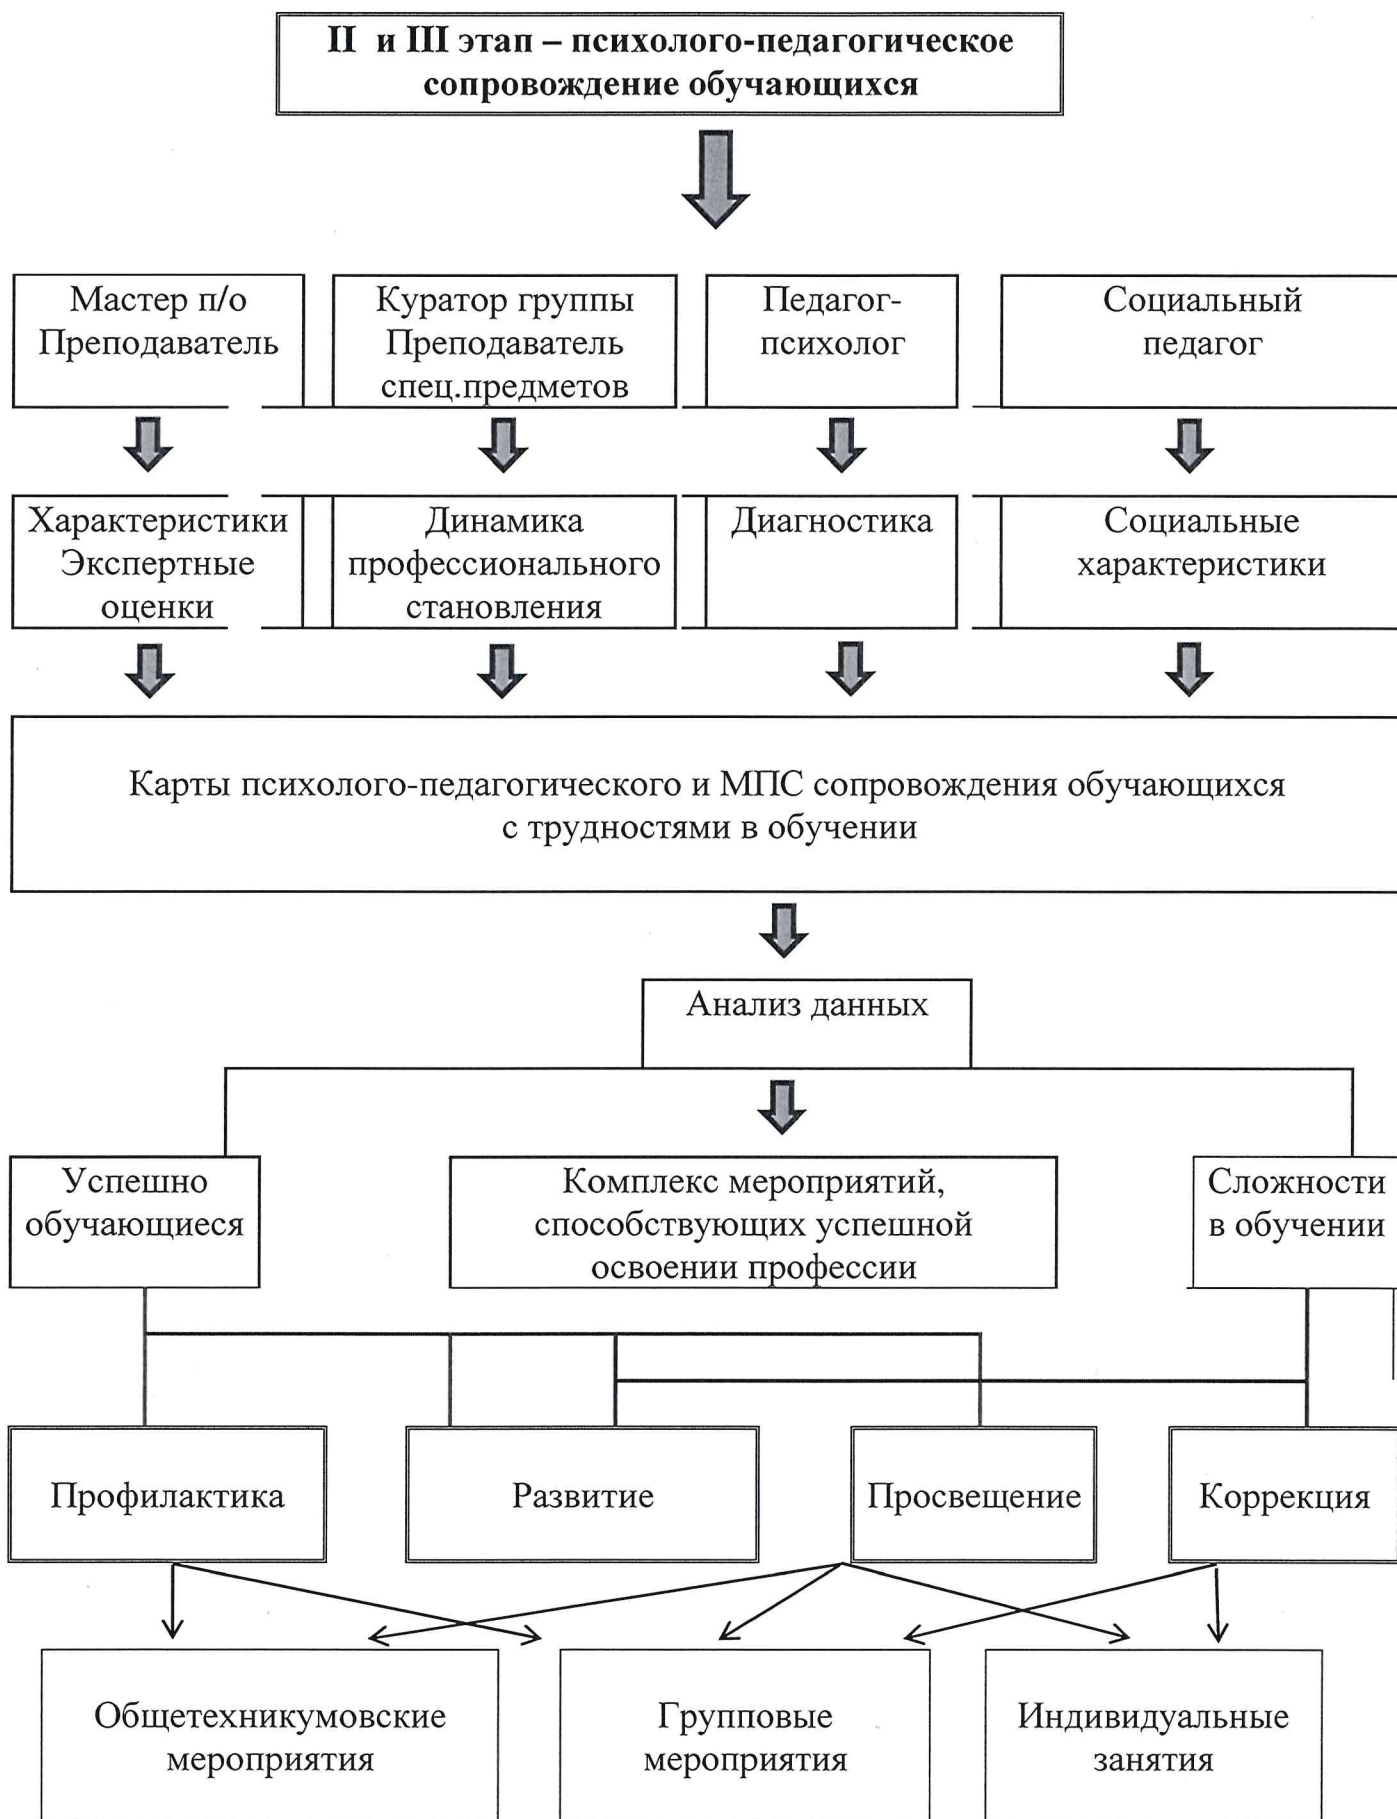 II и III этап – психолого-педагогическое
сопровождение обучающихся
Мастер п/о
Преподаватель
Куратор группы
Преподаватель
спец.предметов
Педагог-
психолог
Социальный
педагог
Характеристики
Экспертные
оценки
Динамика
профессионального
становления
Диагностика
Социальные
характеристики
Карты психолого-педагогического и МПС сопровождения обучающихся
с трудностями в обучении
Анализ данных
Успешно
обучающиеся
Комплекс мероприятий,
способствующих успешной
освоении профессии
Сложности
в обучении
Профилактика
Развитие
Просвещение
Коррекция
Общетехникумовские
мероприятия
Групповые
мероприятия
Индивидуальные
занятия